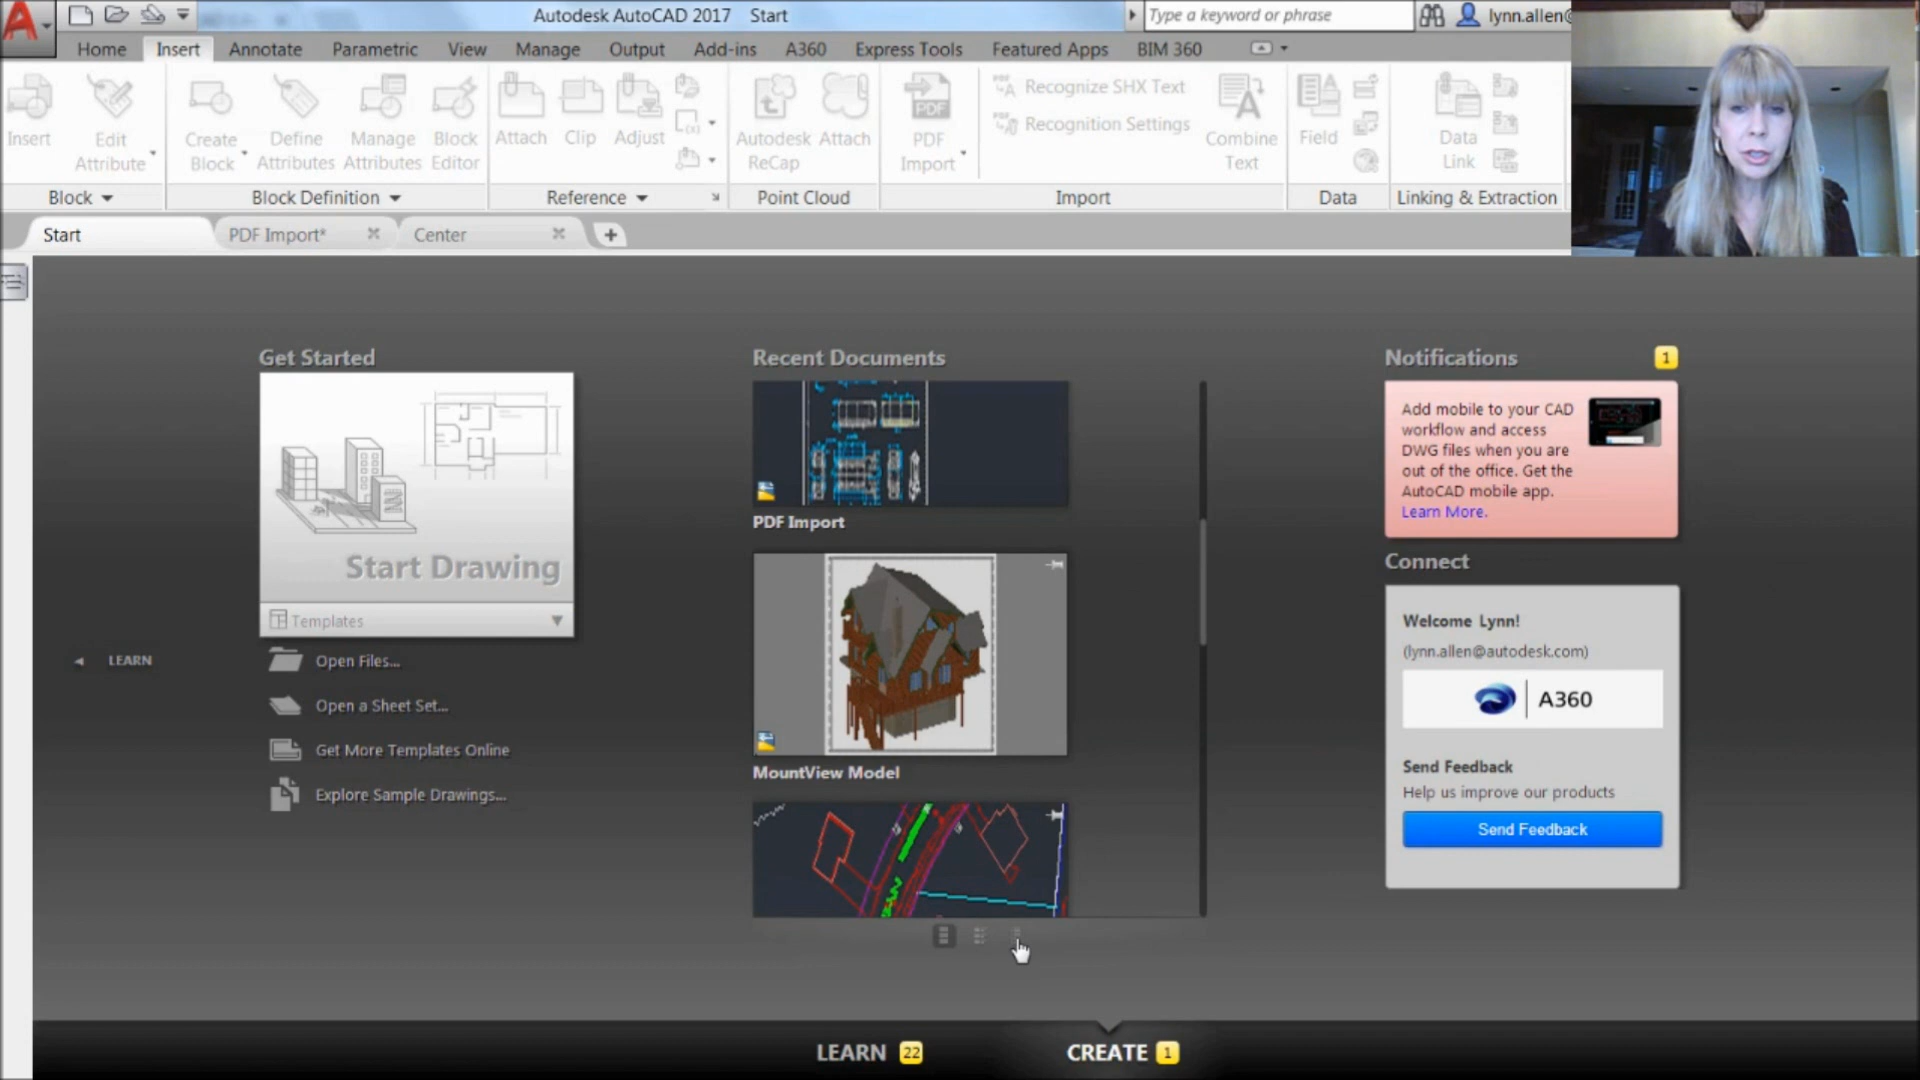 Autodesk AutoCAD 2017 Start
Type a keyword or phrase
lynn.allen@
Home Insert Annotate Parametric View Manage Output Add-ins A360 Express Tools Featured Apps BIM 360
Insert
Edit
Attribute
Create
Block
Define
Attributes
Manage
Attributes
Block
Editor
Attach
Clip
Adjust
Autodesk
ReCap
Attach
PDF
PDF
Import
Recognize SHX Text
Recognition Settings
Combine
Text
Field
Data
Link
Block
Block Definition
Reference
Point Cloud
Import
Data
Linking & Extraction
Start
PDF Import*
Center
Get Started
Start Drawing
Templates
Open Files...
Open a Sheet Set...
Get More Templates Online
Explore Sample Drawings...
LEARN
Recent Documents
PDF Import
MountView Model
Notifications 1
Add mobile to your CAD
workflow and access
DWG files when you are
out of the office. Get the
AutoCAD mobile app.
Learn More.
Connect
Welcome Lynn!
(lynn.allen@autodesk.com)
A360
Send Feedback
Help us improve our products
Send Feedback
LEARN 22
CREATE 1